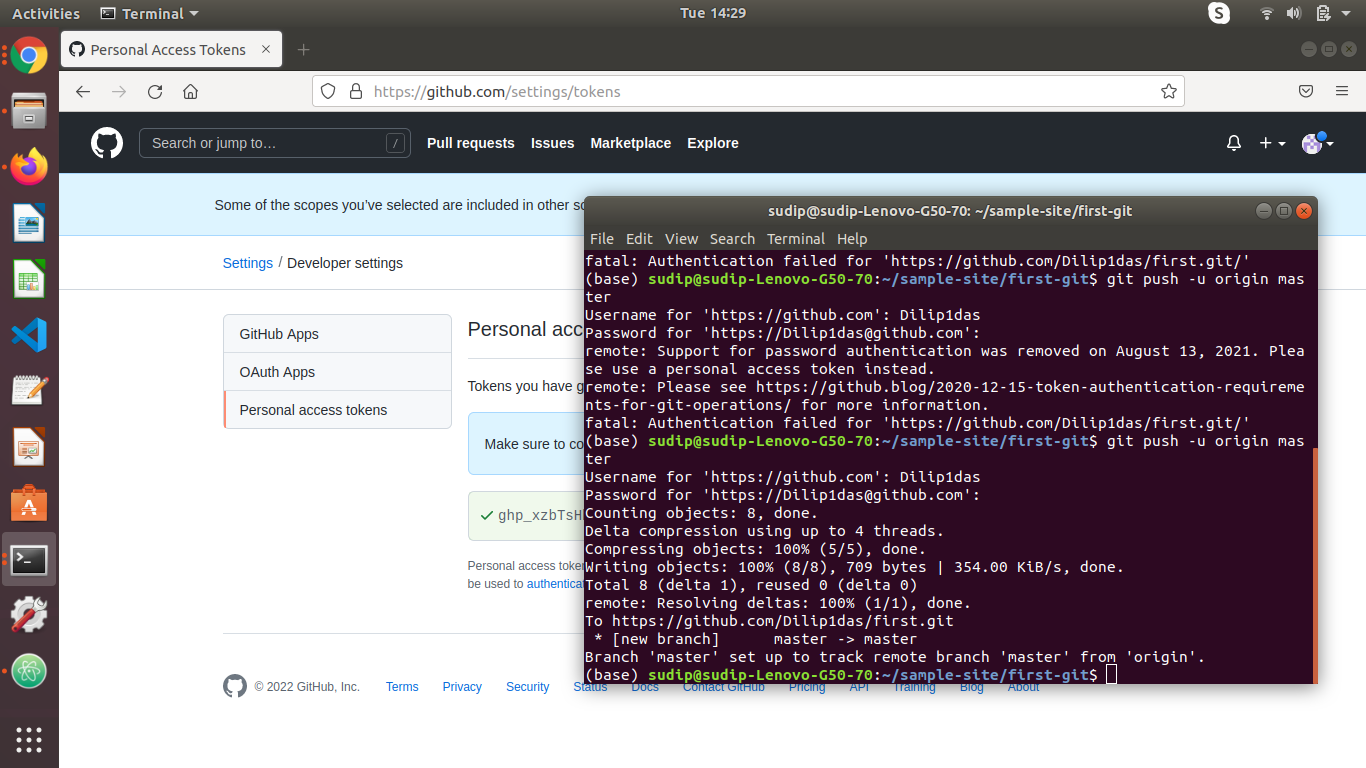 Activities Terminal Tue 14:29
Personal Access Tokens
https://github.com/settings/tokens
Search or jump to… / Pull requests Issues Marketplace Explore
Some of the scopes you’ve selected are included in other
Settings / Developer settings
GitHub Apps
OAuth Apps
Personal access tokens
Personal
Tokens you have
Make sure to
ghp_xzbTsH
Personal access
be used to
© 2022 GitHub, Inc. Terms Privacy Security Status Docs Contact GitHub Pricing API Training Blog About
sudip@sudip-Lenovo-G50-70: ~/sample-site/first-git
File Edit View Search Terminal Help
fatal: Authentication failed for 'https://github.com/Dilip1das/first.git/'
(base) sudip@sudip-Lenovo-G50-70:~/sample-site/first-git$ git push -u origin mas
ter
Username for 'https://github.com': Dilip1das
Password for 'https://Dilip1das@github.com':
remote: Support for password authentication was removed on August 13, 2021. Plea
se use a personal access token instead.
remote: Please see https://github.blog/2020-12-15-token-authentication-requireme
nts-for-git-operations/ for more information.
fatal: Authentication failed for 'https://github.com/Dilip1das/first.git/'
(base) sudip@sudip-Lenovo-G50-70:~/sample-site/first-git$ git push -u origin mas
ter
Username for 'https://github.com': Dilip1das
Password for 'https://Dilip1das@github.com':
Counting objects: 8, done.
Delta compression using up to 4 threads.
Compressing objects: 100% (5/5), done.
Writing objects: 100% (8/8), 709 bytes | 354.00 KiB/s, done.
Total 8 (delta 1), reused 0 (delta 0)
remote: Resolving deltas: 100% (1/1), done.
To https://github.com/Dilip1das/first.git
 * [new branch]      master -> master
Branch 'master' set up to track remote branch 'master' from 'origin'.
(base) sudip@sudip-Lenovo-G50-70:~/sample-site/first-git$